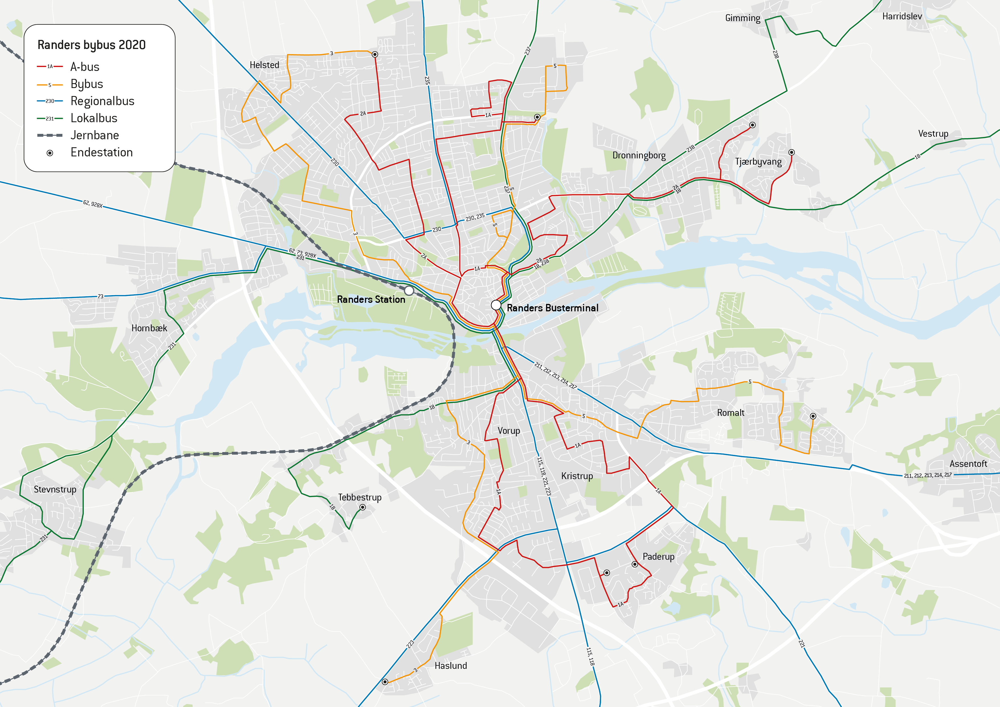 Randers bybus 2020
1A A-bus
5 Bybus
230 Regionalbus
231 Lokalbus
Jernbane
Endestation
Gimming
Harridslev
237
3
238
Helsted
5
235
2A
1A
Vestrup
238
Dronningborg
18
230
Tjærbyvang
5
237
2A
18
62, 928X
230, 235
5
230
3
62, 73, 928X
231
2A
2A
18, 238
1A
73
Randers Station
Randers Busterminal
Hornbæk
231
211, 212, 213, 214, 217
5
18
Romalt
5
Vorup
3
1A
115, 118, 221, 223
Assentoft
Kristrup
211, 212, 213, 214, 217
Stevnstrup
1A
1A
Tebbestrup
18
231
Paderup
1A
223
221
115, 118
Haslund
3